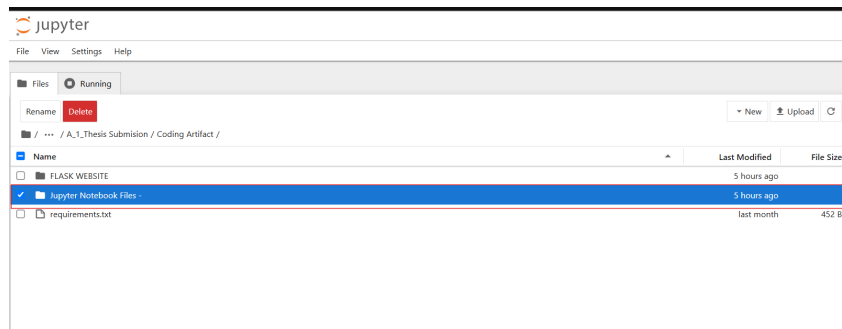 jupyter
File View Settings Help
Files Running
Rename Delete New Upload
/ ··· / A_1_Thesis Submision / Coding Artifact /
Name Last Modified File Size
FLASK WEBSITE 5 hours ago
Jupyter Notebook Files - 5 hours ago
requirements.txt last month 452 B